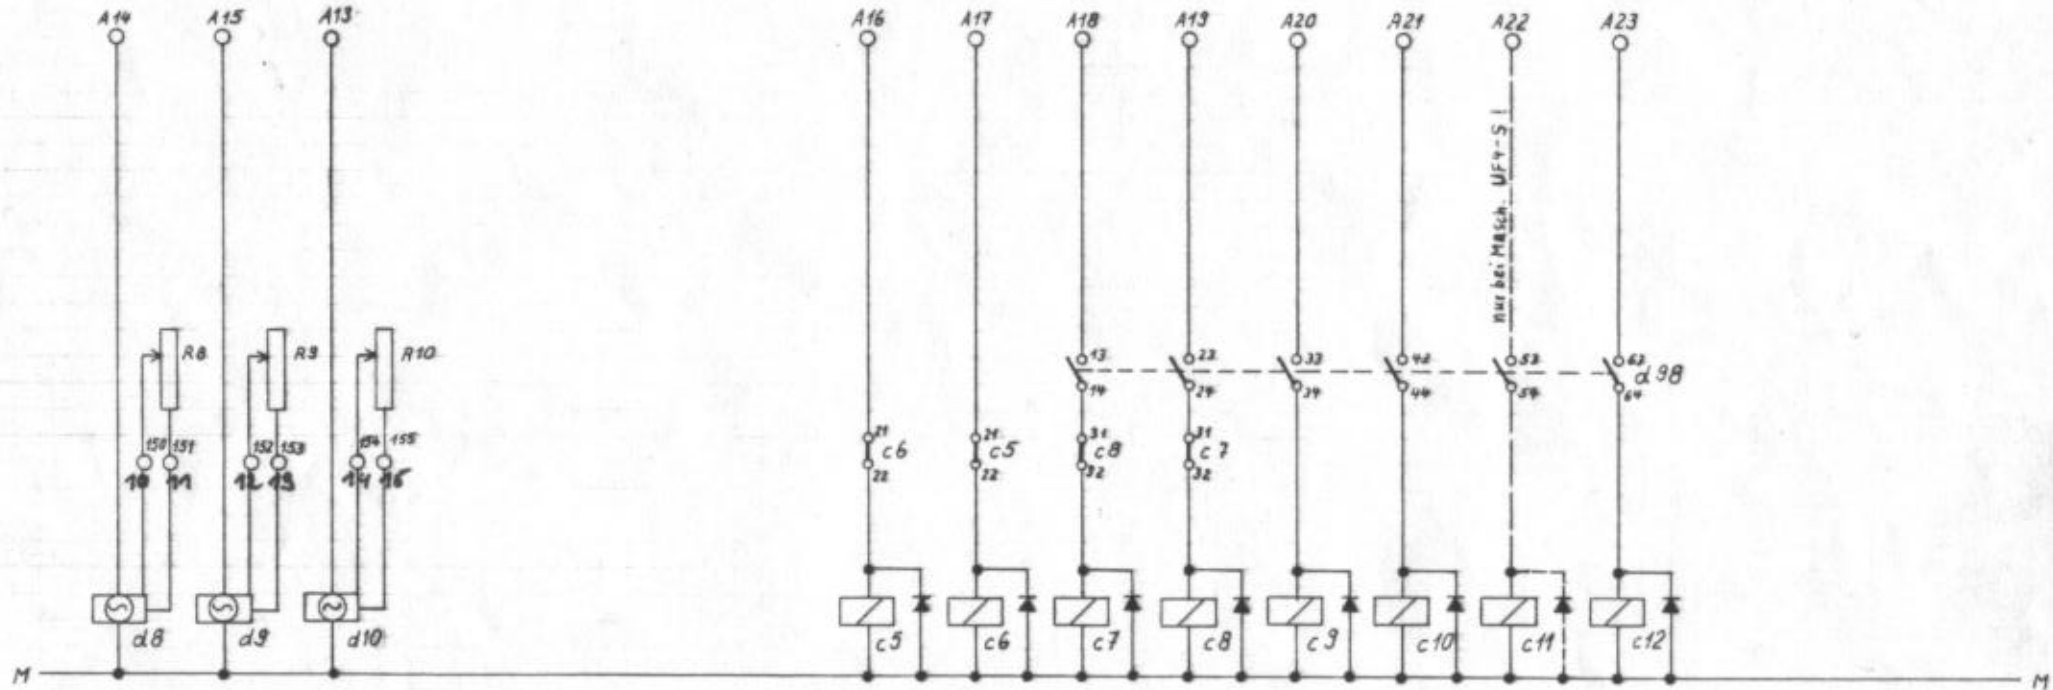 A14 A15 A13 A16 A17 A18 A19 A20 A21 A22 A23
nur bei Masch. UF4-S!
R8 R9 R10
13 23 33 43 53 63
d98
14 24 34 44 54 64
150 151 152 153 154 155
21 21 31 31
c6 c5 c8 c7
10 11 12 13 14 15
22 22 32 32
d8 d9 d10 c5 c6 c7 c8 c9 c10 c11 c12
M M